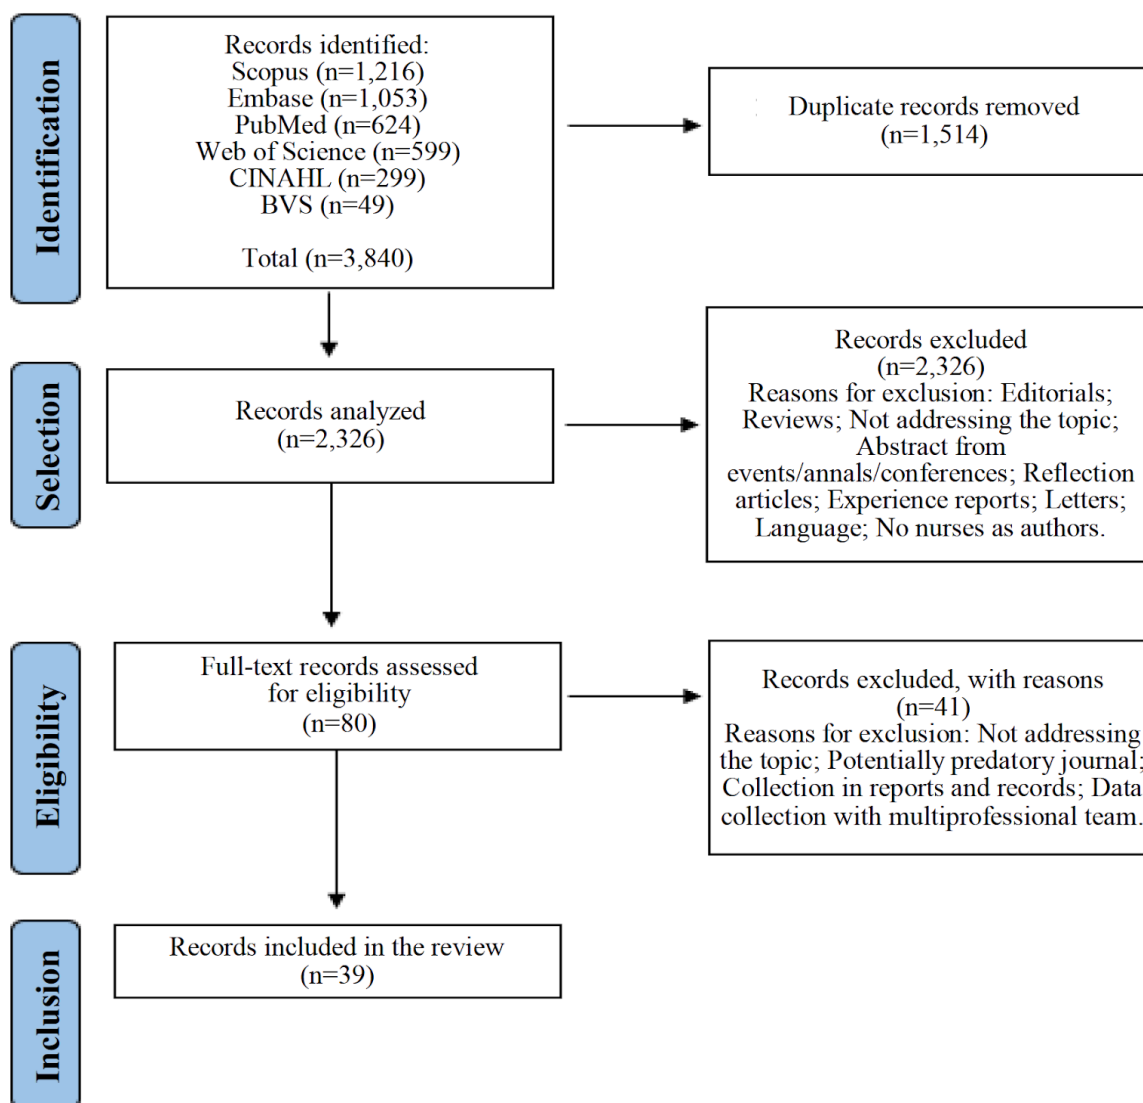 Identification
Records identified:
Scopus (n=1,216)
Embase (n=1,053)
PubMed (n=624)
Web of Science (n=599)
CINAHL (n=299)
BVS (n=49)
Total (n=3,840)
Duplicate records removed
(n=1,514)
Selection
Records analyzed
(n=2,326)
Records excluded
(n=2,326)
Reasons for exclusion: Editorials;
Reviews; Not addressing the topic;
Abstract from
events/annals/conferences; Reflection
articles; Experience reports; Letters;
Language; No nurses as authors.
Eligibility
Full-text records assessed
for eligibility
(n=80)
Records excluded, with reasons
(n=41)
Reasons for exclusion: Not addressing
the topic; Potentially predatory journal;
Collection in reports and records; Data
collection with multiprofessional team.
Inclusion
Records included in the review
(n=39)